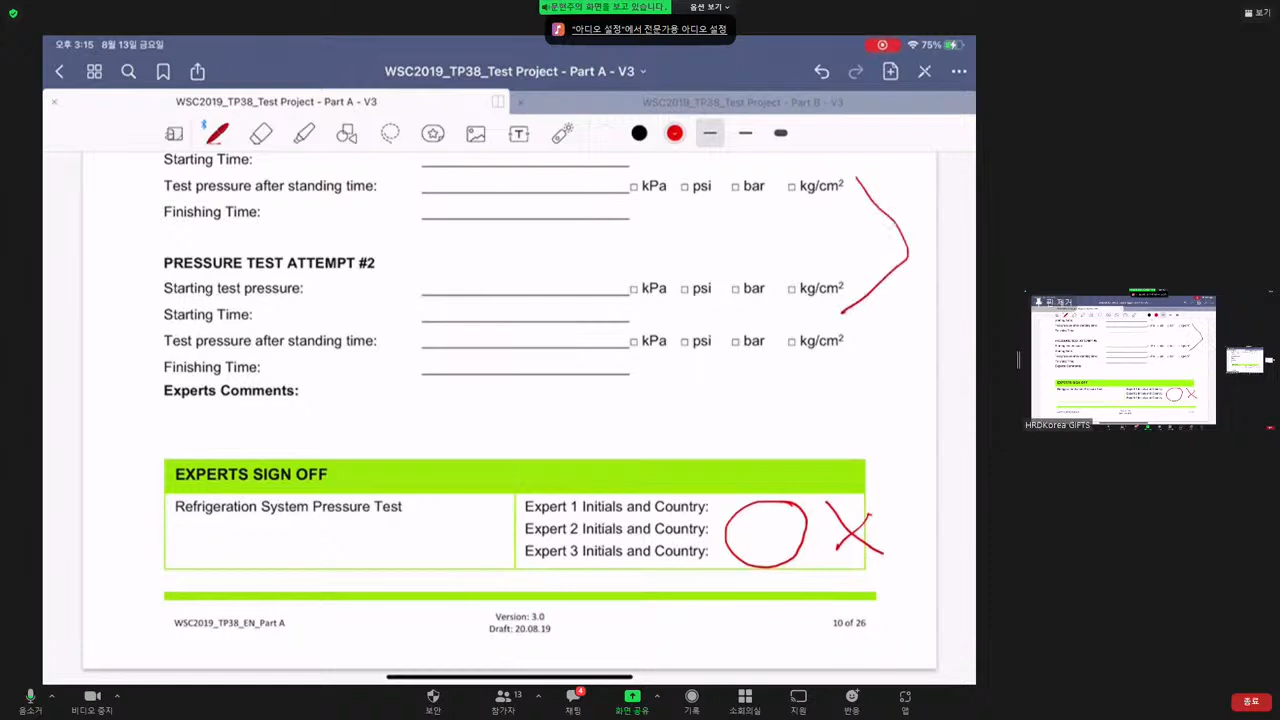 문현주의 화면을 보고 있습니다. 옵션 보기
"아디오 설정"에서 전문가용 아디오 설정
보기
오후 3:15 8월 13일 금요일
75%
WSC2019_TP38_Test Project - Part A - V3
WSC2019_TP38_Test Project - Part A - V3
WSC2019_TP38_Test Project - Part B - V3
Starting Time:
Test pressure after standing time: □ kPa □ psi □ bar □ kg/cm²
Finishing Time:
PRESSURE TEST ATTEMPT #2
Starting test pressure: □ kPa □ psi □ bar □ kg/cm²
Starting Time:
Test pressure after standing time: □ kPa □ psi □ bar □ kg/cm²
Finishing Time:
Experts Comments:
EXPERTS SIGN OFF
Refrigeration System Pressure Test
Expert 1 Initials and Country:
Expert 2 Initials and Country:
Expert 3 Initials and Country:
WSC2019_TP38_EN_Part A
Version: 3.0
Draft: 20.08.19
10 of 26
핀 제거
EXPERTS SIGN OFF
HRDKorea GIFTS
음소거
비디오 중지
보안
13
참가자
4
채팅
화면 공유
기록
소회의실
지원
반응
앱
종료